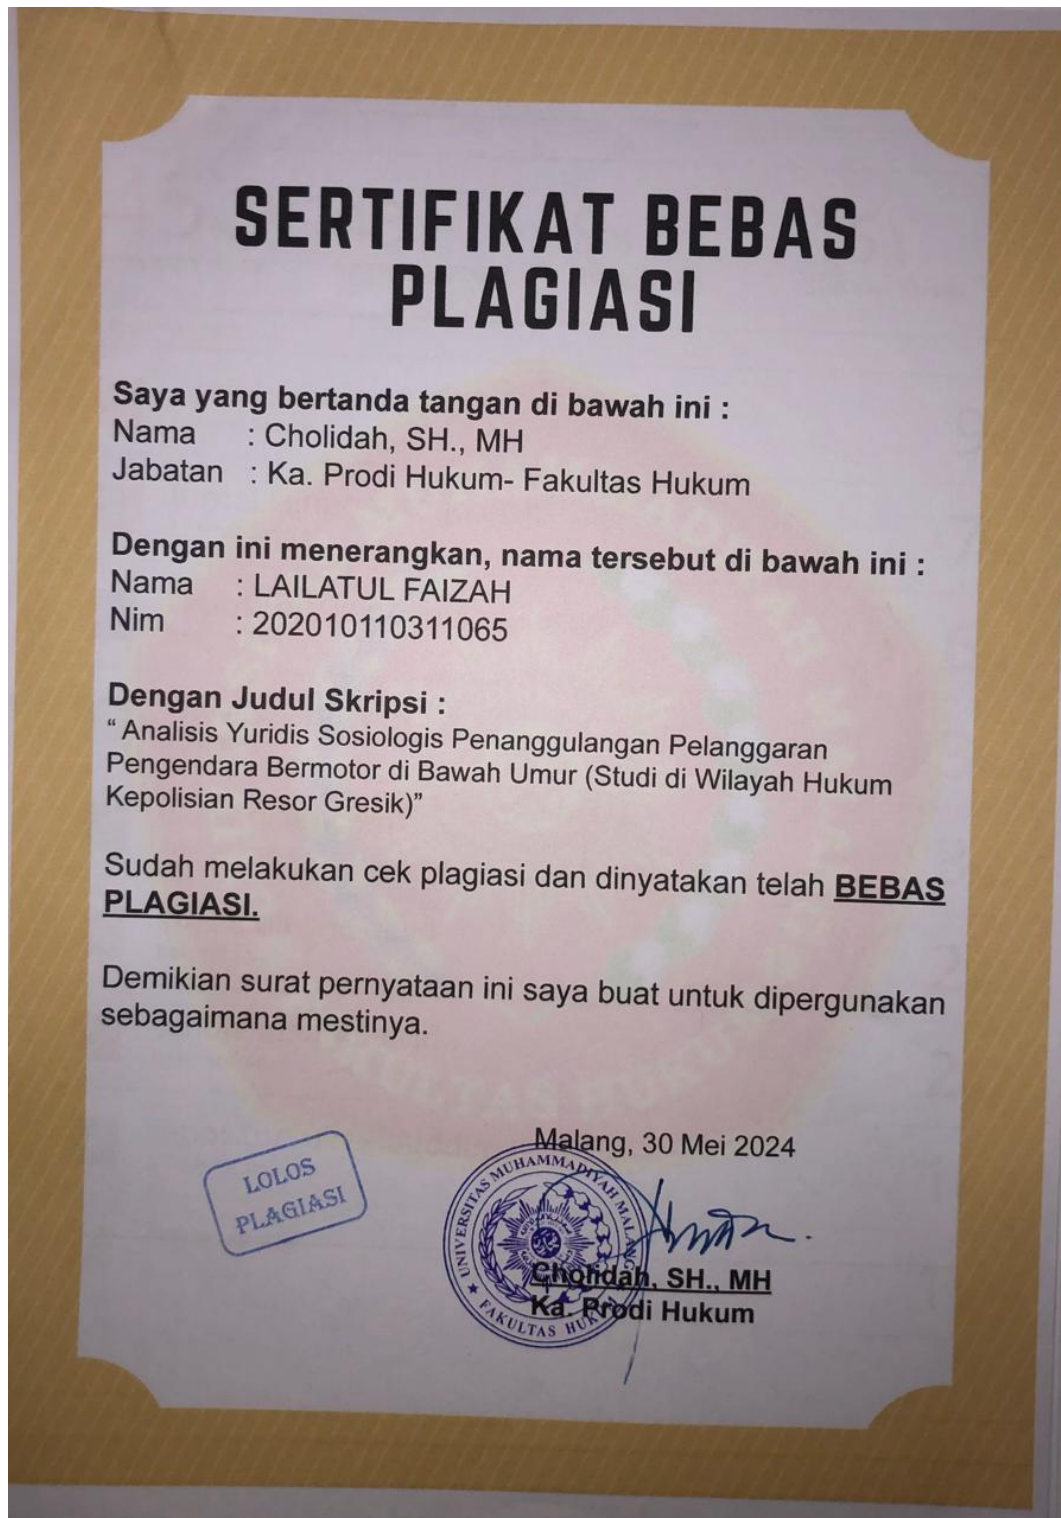 SERTIFIKAT BEBAS
PLAGIASI
Saya yang bertanda tangan di bawah ini :
Nama : Cholidah, SH., MH
Jabatan : Ka. Prodi Hukum- Fakultas Hukum
Dengan ini menerangkan, nama tersebut di bawah ini :
Nama : LAILATUL FAIZAH
Nim : 202010110311065
Dengan Judul Skripsi :
“ Analisis Yuridis Sosiologis Penanggulangan Pelanggaran
Pengendara Bermotor di Bawah Umur (Studi di Wilayah Hukum
Kepolisian Resor Gresik)”
Sudah melakukan cek plagiasi dan dinyatakan telah BEBAS
PLAGIASI.
Demikian surat pernyataan ini saya buat untuk dipergunakan
sebagaimana mestinya.
Malang, 30 Mei 2024
LOLOS
PLAGIASI
UNIVERSITAS MUHAMMADIYAH MALANG
FAKULTAS HUKUM
Cholidah, SH., MH
Ka. Prodi Hukum